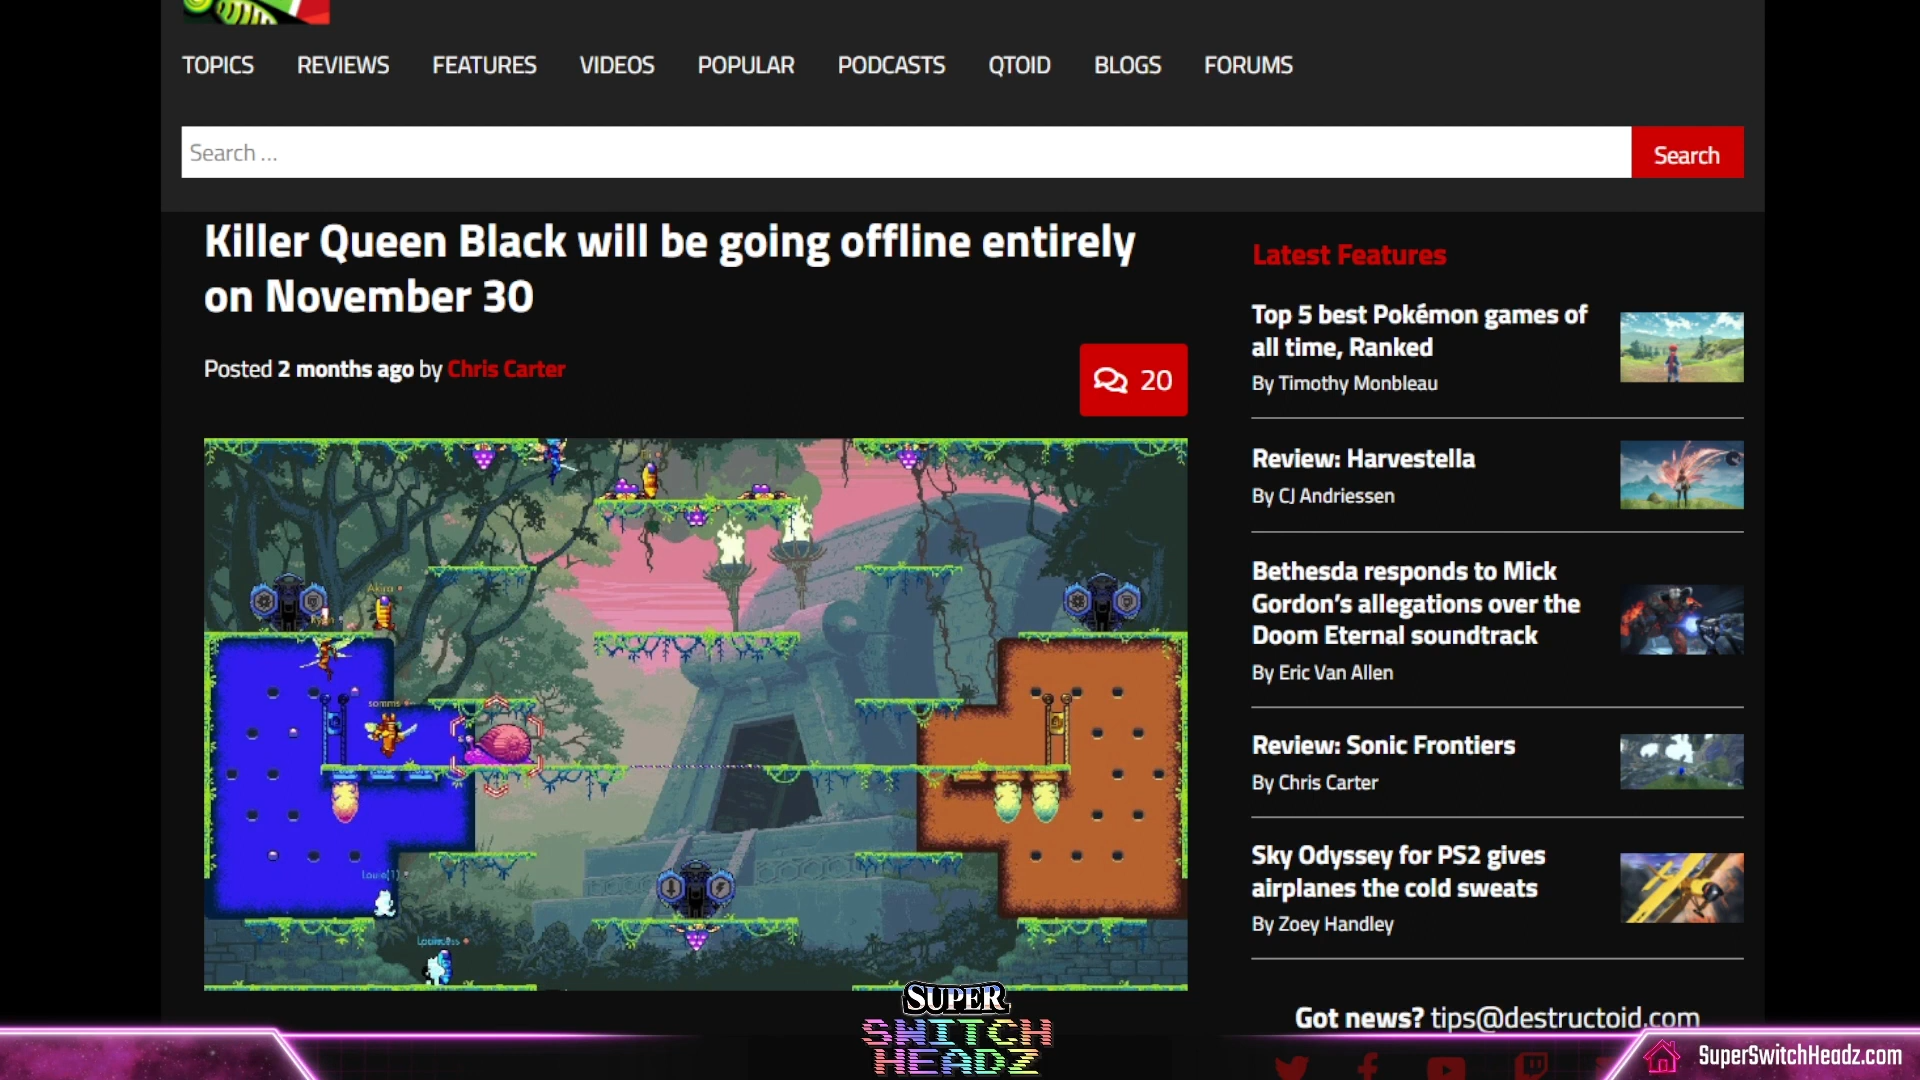 TOPICS REVIEWS FEATURES VIDEOS POPULAR PODCASTS QTOID BLOGS FORUMS
Search ...
Search
Killer Queen Black will be going offline entirely
on November 30
Posted 2 months ago by Chris Carter
20
Akira
somms
Latest Features
Top 5 best Pokémon games of
all time, Ranked
By Timothy Monbleau
Review: Harvestella
By CJ Andriessen
Bethesda responds to Mick
Gordon’s allegations over the
Doom Eternal soundtrack
By Eric Van Allen
Review: Sonic Frontiers
By Chris Carter
Sky Odyssey for PS2 gives
airplanes the cold sweats
By Zoey Handley
Got news? tips@destructoid.com
SUPER
SWITCH
HEADZ
SuperSwitchHeadz.com